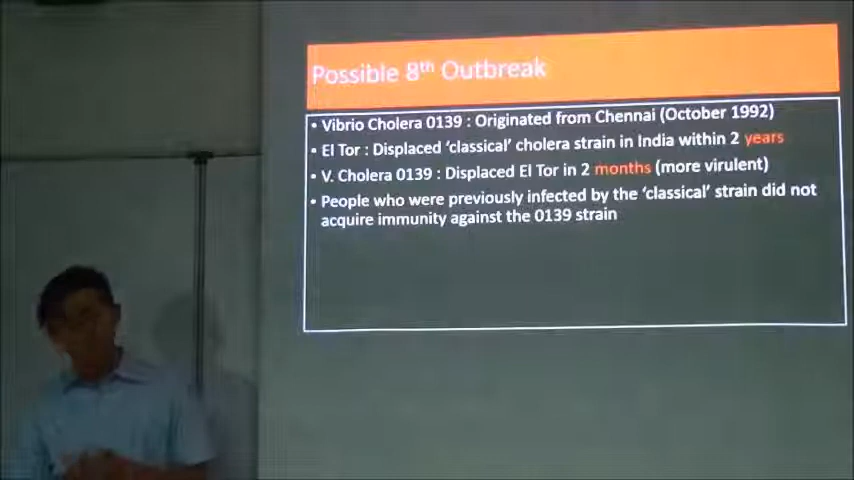 Possible 8th Outbreak
• Vibrio Cholera 0139 : Originated from Chennai (October 1992)
• El Tor : Displaced ‘classical’ cholera strain in India within 2 years
• V. Cholera 0139 : Displaced El Tor in 2 months (more virulent)
• People who were previously infected by the ‘classical’ strain did not
acquire immunity against the 0139 strain